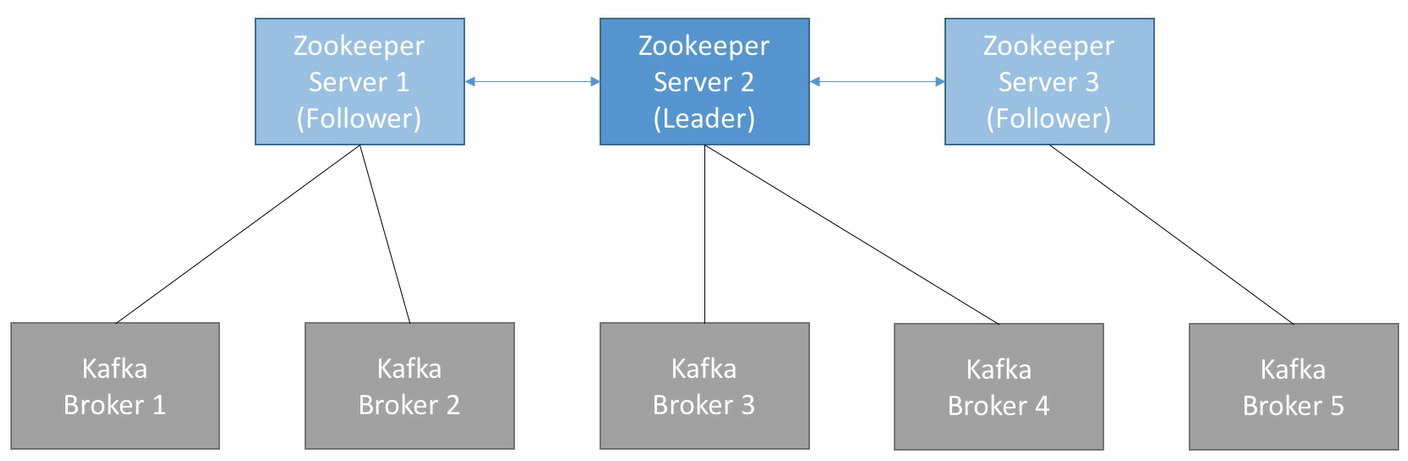 Zookeeper
Server 1
(Follower)
Zookeeper
Server 2
(Leader)
Zookeeper
Server 3
(Follower)
Kafka
Broker 1
Kafka
Broker 2
Kafka
Broker 3
Kafka
Broker 4
Kafka
Broker 5